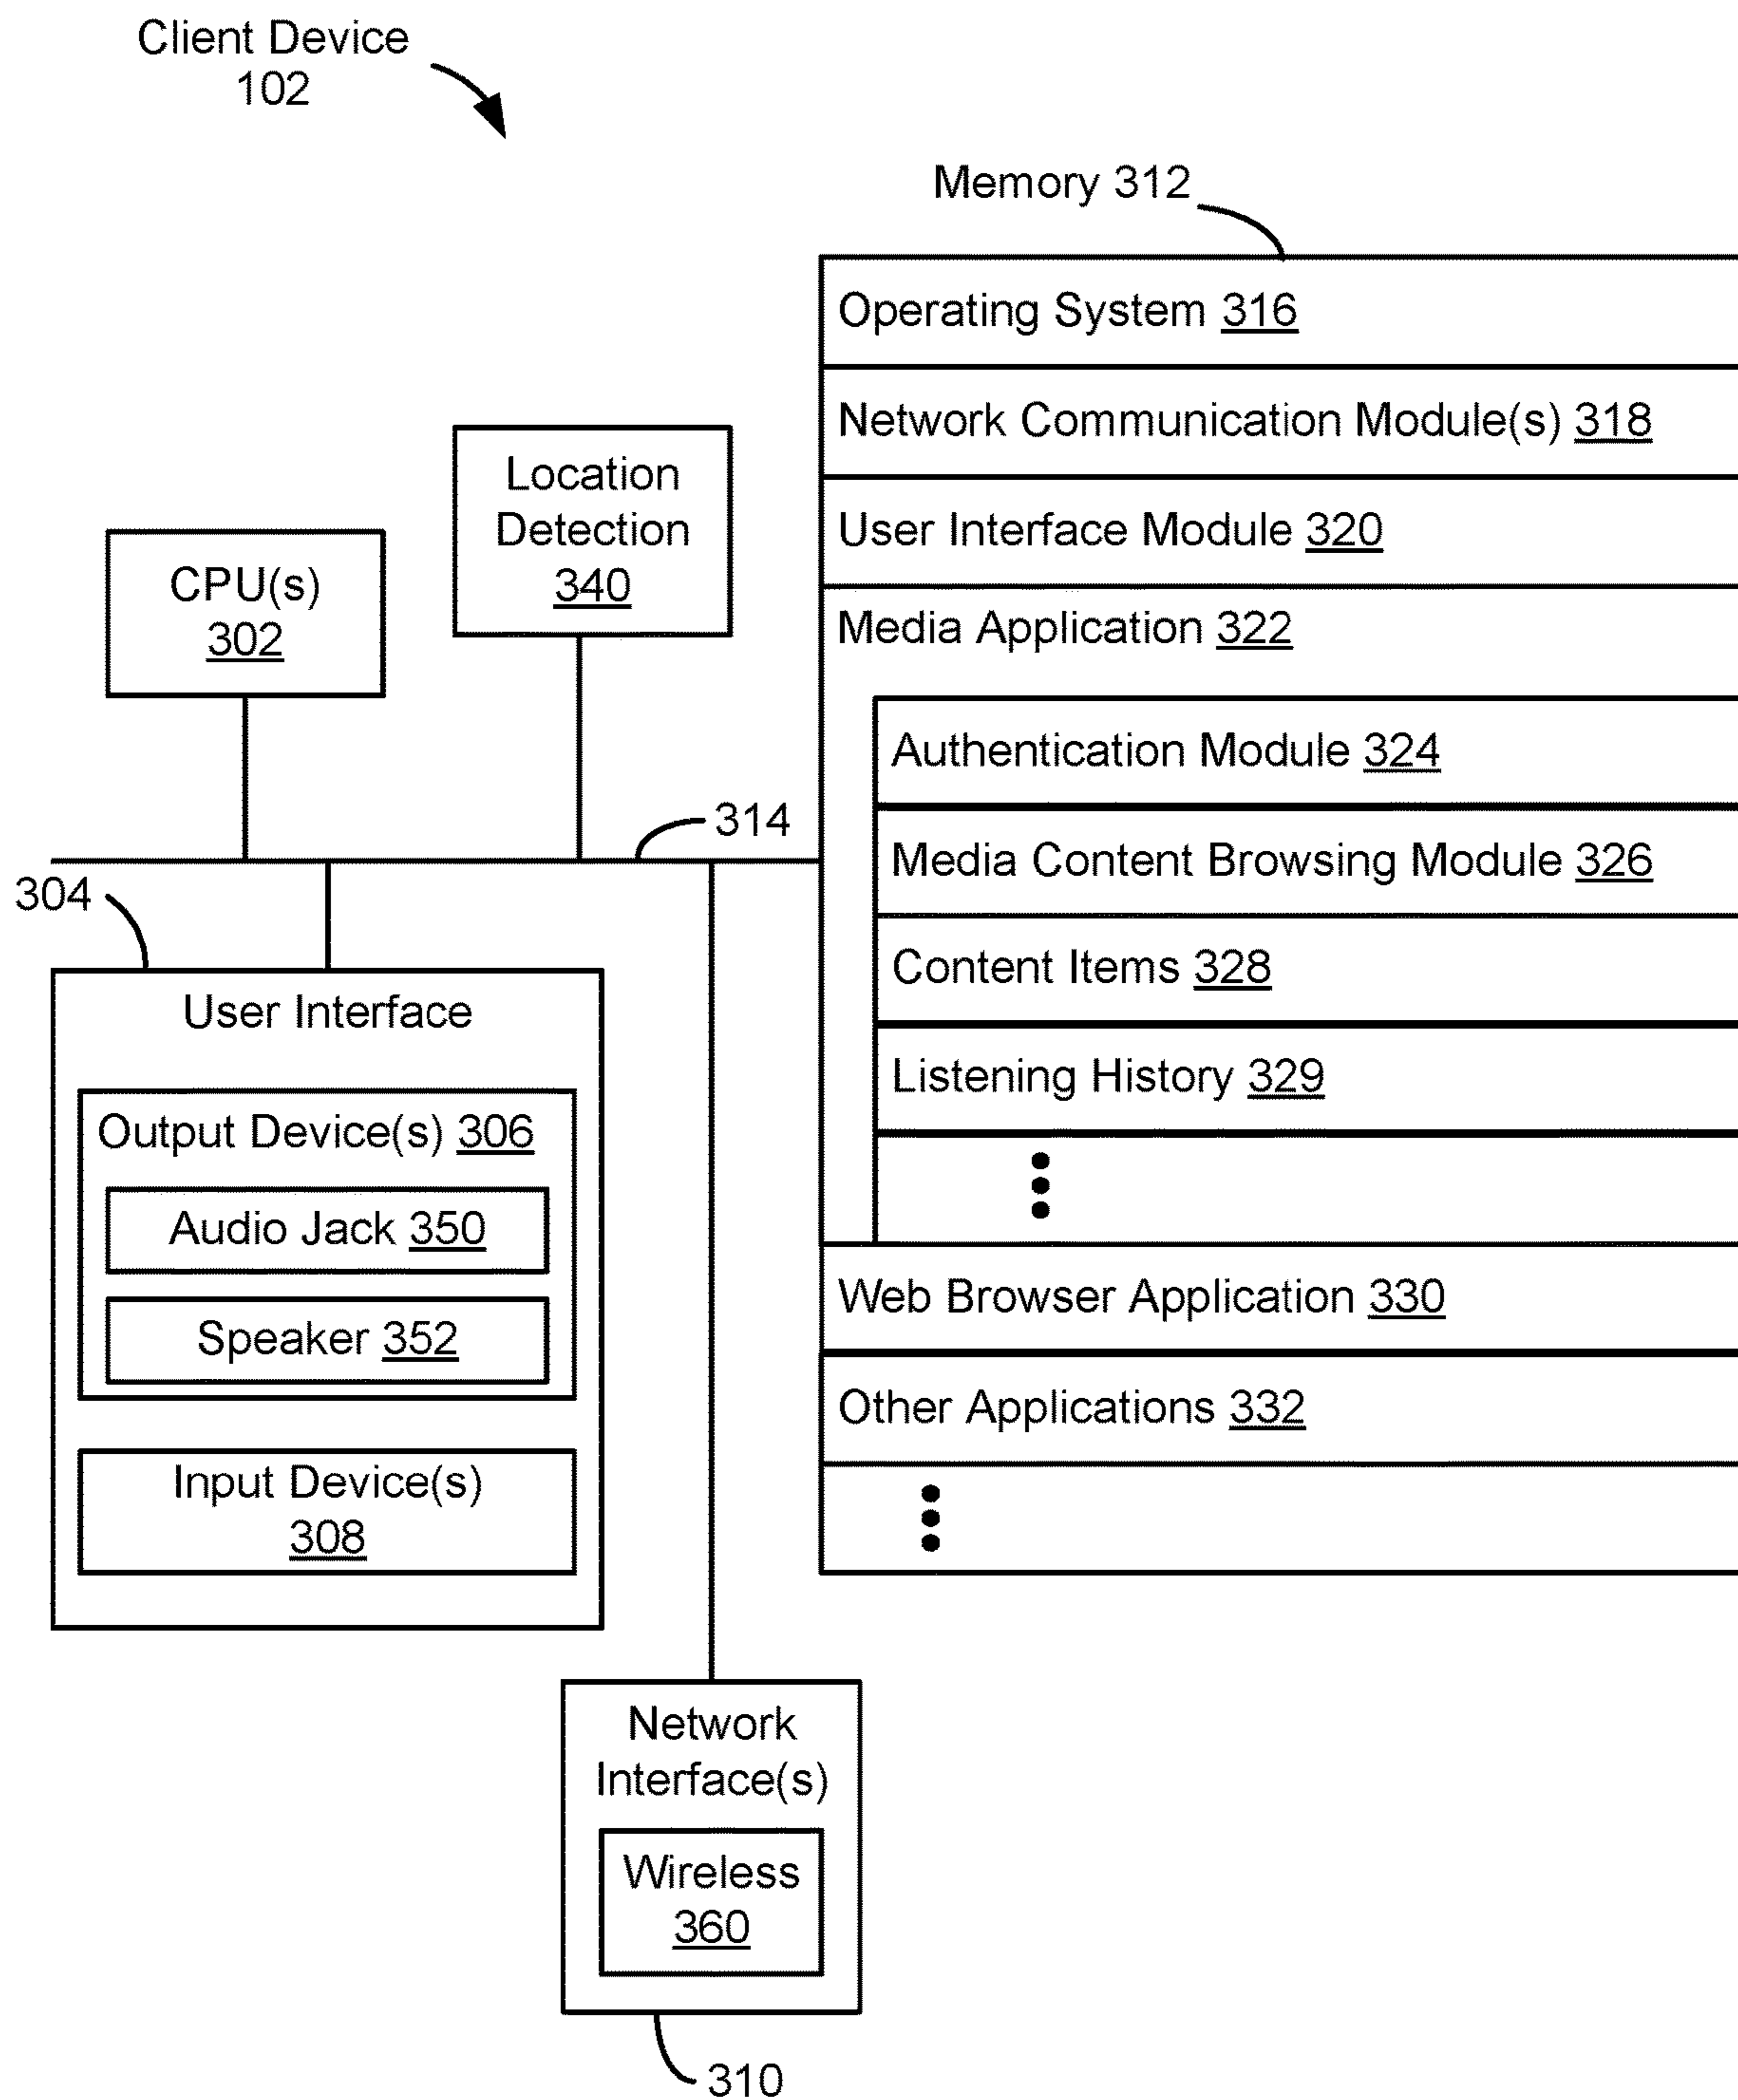 Client Device
102
Memory 312
Operating System 316
Network Communication Module(s) 318
User Interface Module 320
Media Application 322
Authentication Module 324
Media Content Browsing Module 326
Content Items 328
Listening History 329
Web Browser Application 330
Other Applications 332
Location
Detection
340
CPU(s)
302
314
304
User Interface
Output Device(s) 306
Audio Jack 350
Speaker 352
Input Device(s)
308
Network
Interface(s)
Wireless
360
310